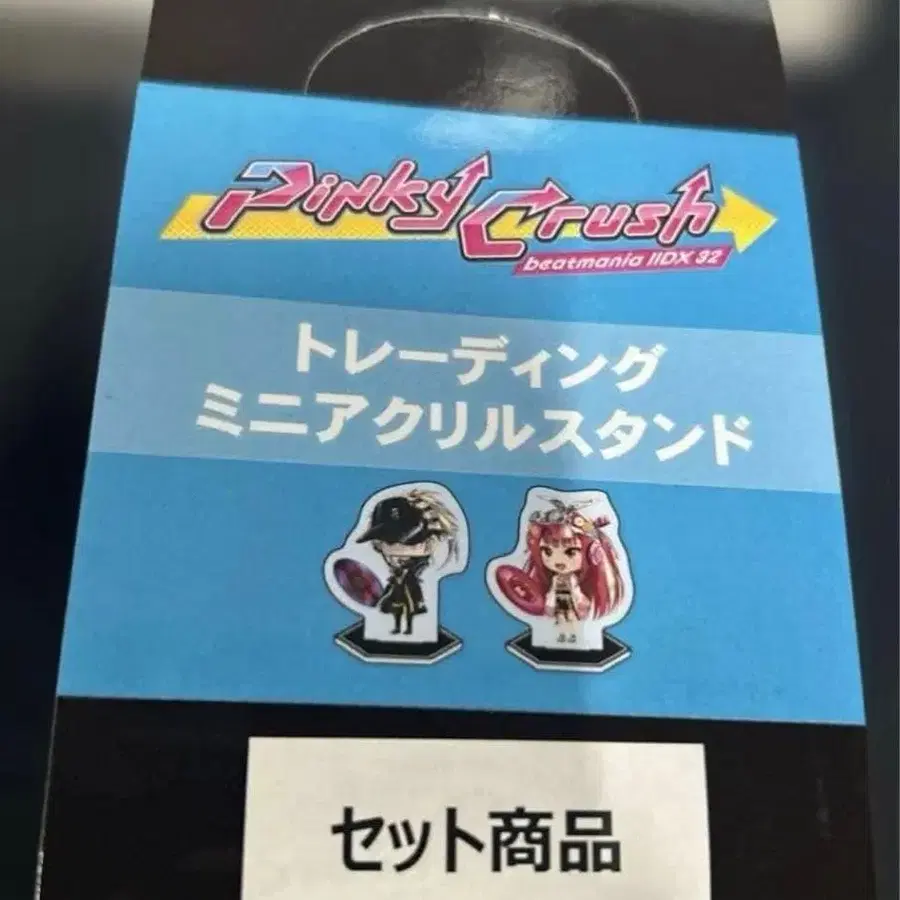 Pinky Crush
beatmania IIDX 32
トレーディング
ミニアクリルスタンド
セット商品